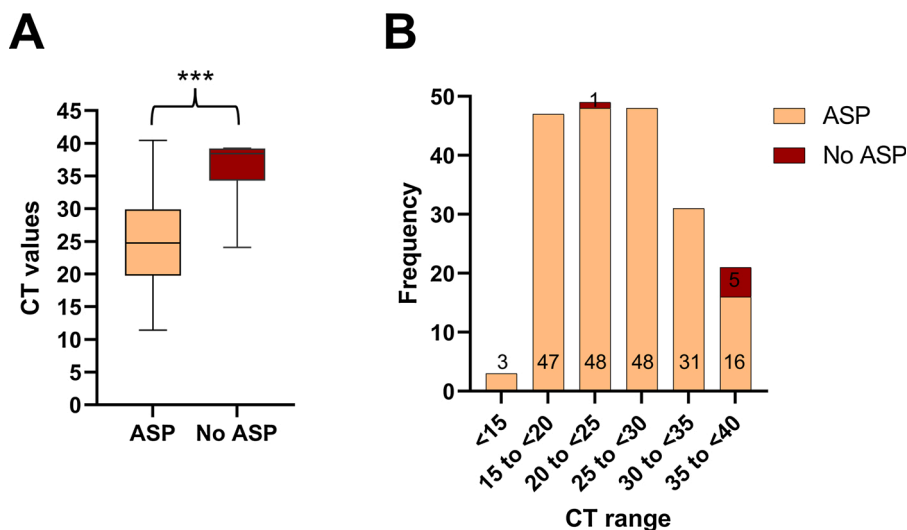 A
***
45
40
35
30
25
20
15
10
5
0
CT values
ASP No ASP
B
50
40
30
20
10
0
Frequency
1
5
3 47 48 48 31 16
<15
15 to <20
20 to <25
25 to <30
30 to <35
35 to <40
CT range
ASP
No ASP